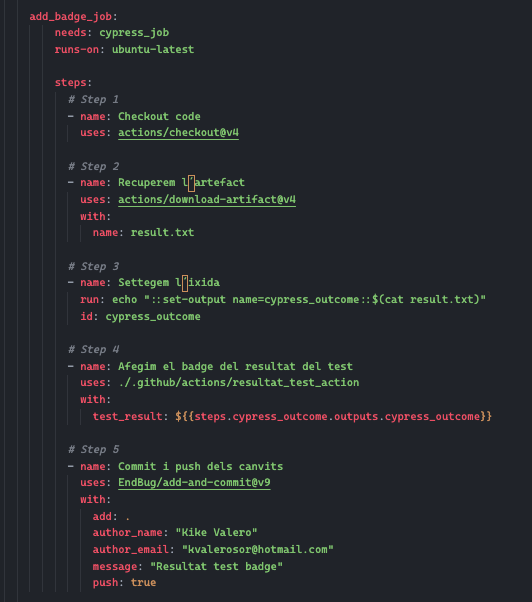 add_badge_job:
needs: cypress_job
runs-on: ubuntu-latest
steps:
# Step 1
- name: Checkout code
uses: actions/checkout@v4
# Step 2
- name: Recuperem l´artefact
uses: actions/download-artifact@v4
with:
name: result.txt
# Step 3
- name: Settegem l´ixida
run: echo "::set-output name=cypress_outcome::$(cat result.txt)"
id: cypress_outcome
# Step 4
- name: Afegim el badge del resultat del test
uses: ./.github/actions/resultat_test_action
with:
test_result: ${{steps.cypress_outcome.outputs.cypress_outcome}}
# Step 5
- name: Commit i push dels canvits
uses: EndBug/add-and-commit@v9
with:
add: .
author_name: "Kike Valero"
author_email: "kvalerosor@hotmail.com"
message: "Resultat test badge"
push: true